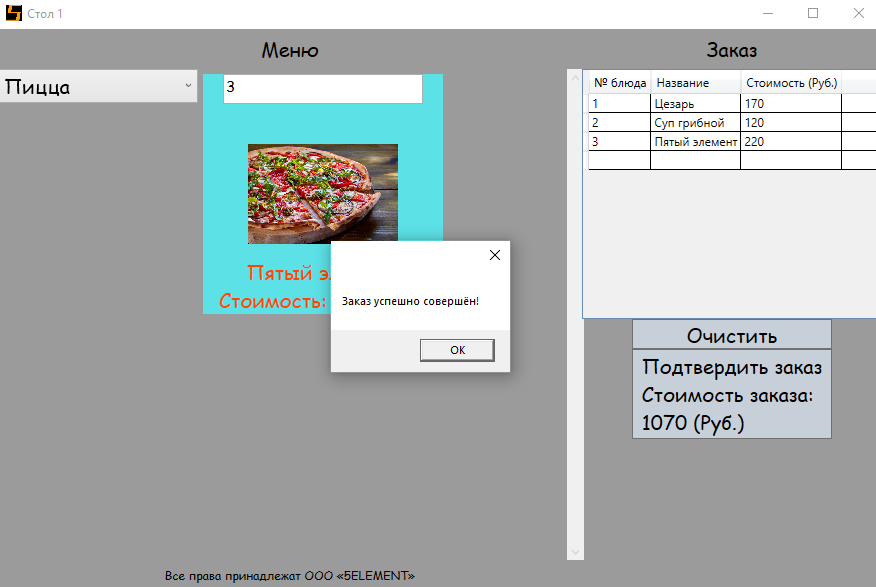 Стол 1
Меню
Заказ
Пицца
3
№ блюда Название Стоимость (Руб.)
1 Цезарь 170
2 Суп грибной 120
3 Пятый элемент 220
Пятый э
Стоимость:
Заказ успешно совершён!
OK
Очистить
Подтвердить заказ
Стоимость заказа:
1070 (Руб.)
Все права принадлежат ООО «5ELEMENT»